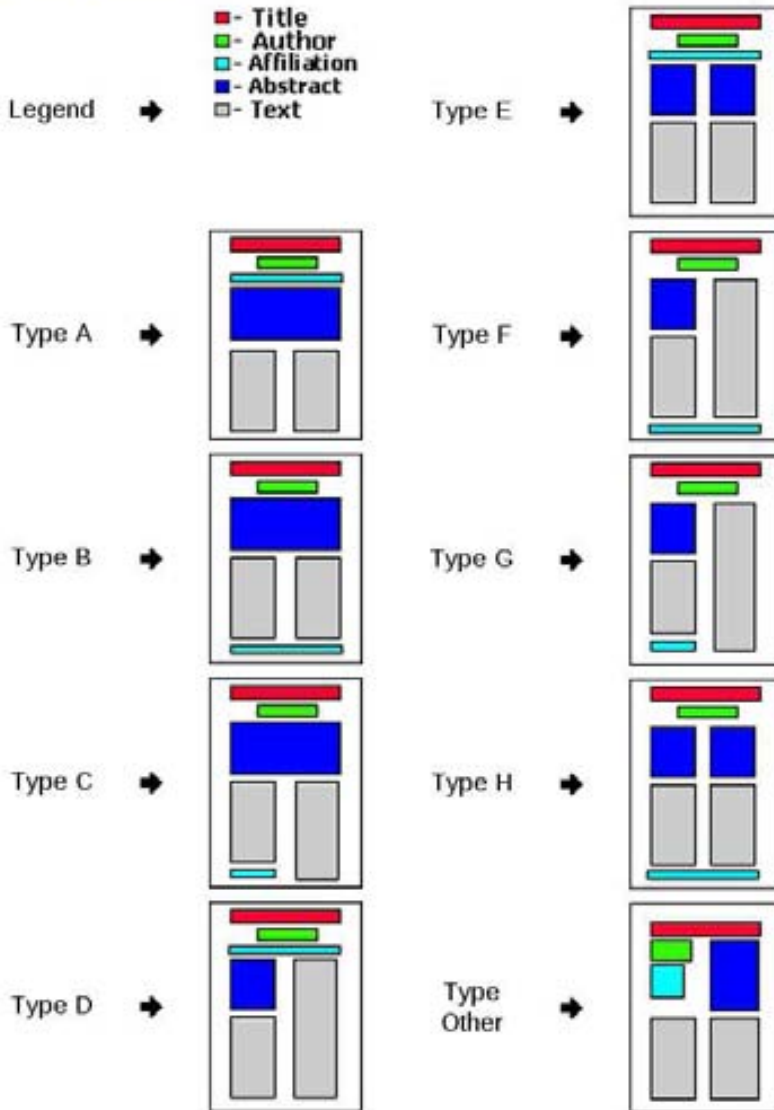 - Title
- Author
- Affiliation
- Abstract
- Text
Legend
Type E
Type A
Type F
Type B
Type G
Type C
Type H
Type D
Type
Other